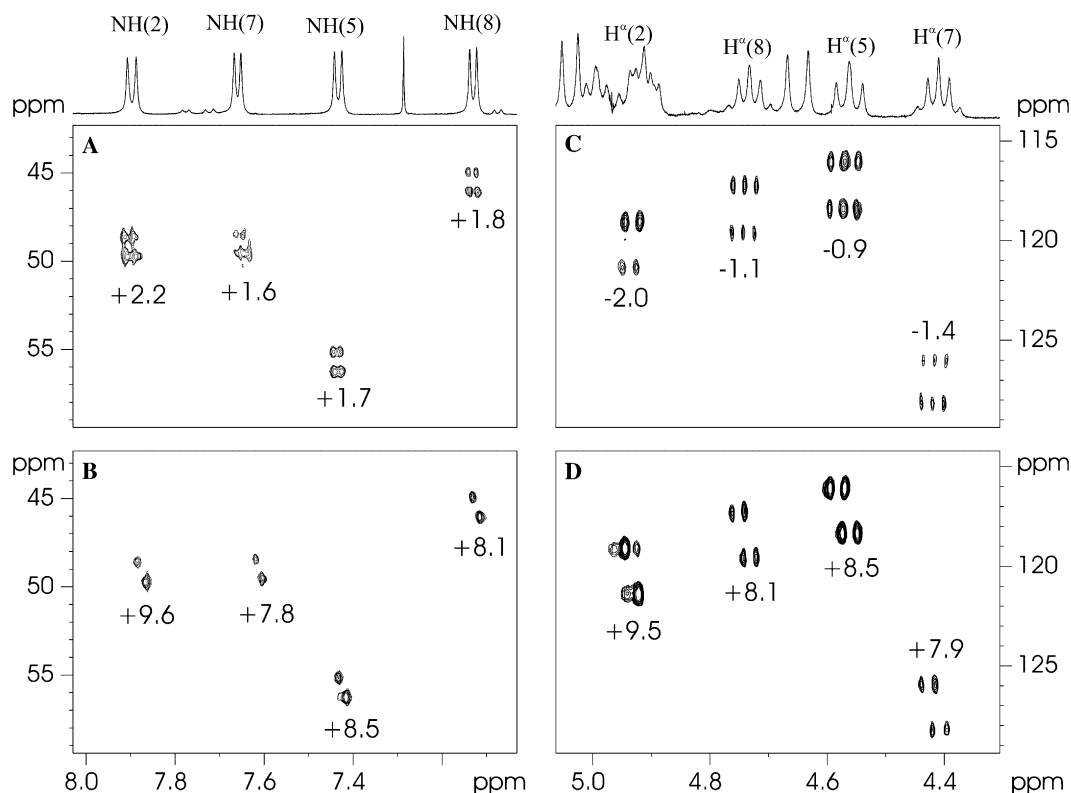 NH(2) NH(7) NH(5) NH(8) Hα(2) Hα(8) Hα(5) Hα(7)
ppm
ppm
A
45
50
55
+2.2
+1.6
+1.7
+1.8
C
115
120
125
-2.0
-1.1
-0.9
-1.4
ppm
B
45
50
55
+9.6
+7.8
+8.5
+8.1
8.0 7.8 7.6 7.4 ppm
ppm
D
120
125
+9.5
+8.1
+8.5
+7.9
5.0 4.8 4.6 4.4 ppm